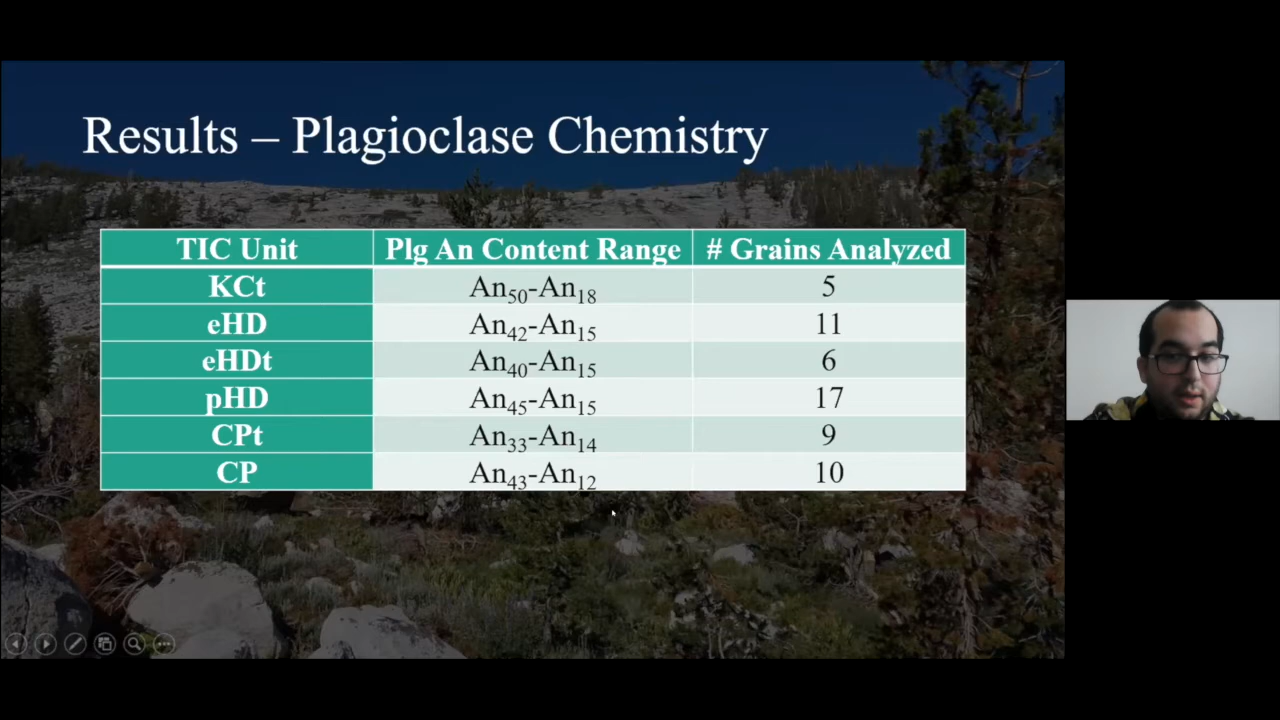 Results – Plagioclase Chemistry
TIC Unit Plg An Content Range # Grains Analyzed
KCt An₅₀-An₁₈ 5
eHD An₄₂-An₁₅ 11
eHDt An₄₀-An₁₅ 6
pHD An₄₅-An₁₅ 17
CPt An₃₃-An₁₄ 9
CP An₄₃-An₁₂ 10